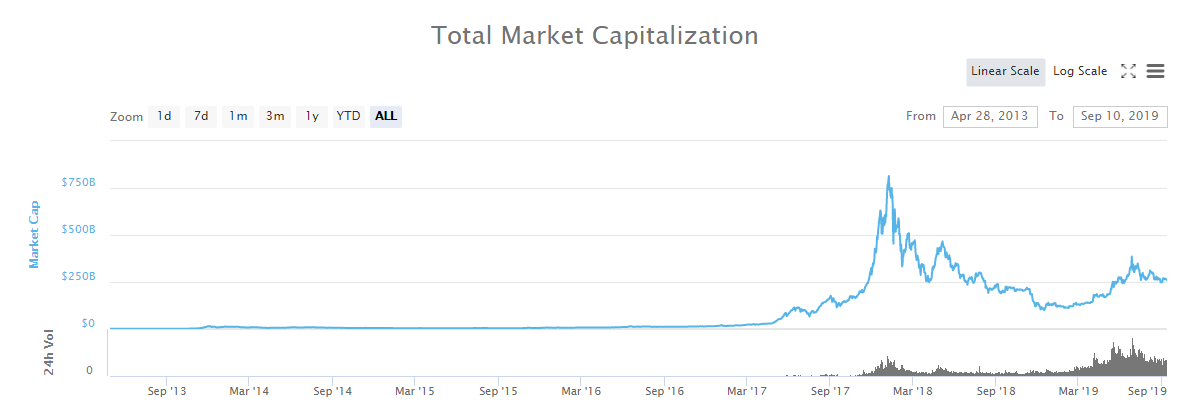 Total Market Capitalization
Linear Scale Log Scale
Zoom 1d 7d 1m 3m 1y YTD ALL From Apr 28, 2013 To Sep 10, 2019
$750B
$500B
$250B
$0
Market Cap
0
24h Vol
Sep '13 Mar '14 Sep '14 Mar '15 Sep '15 Mar '16 Sep '16 Mar '17 Sep '17 Mar '18 Sep '18 Mar '19 Sep '19